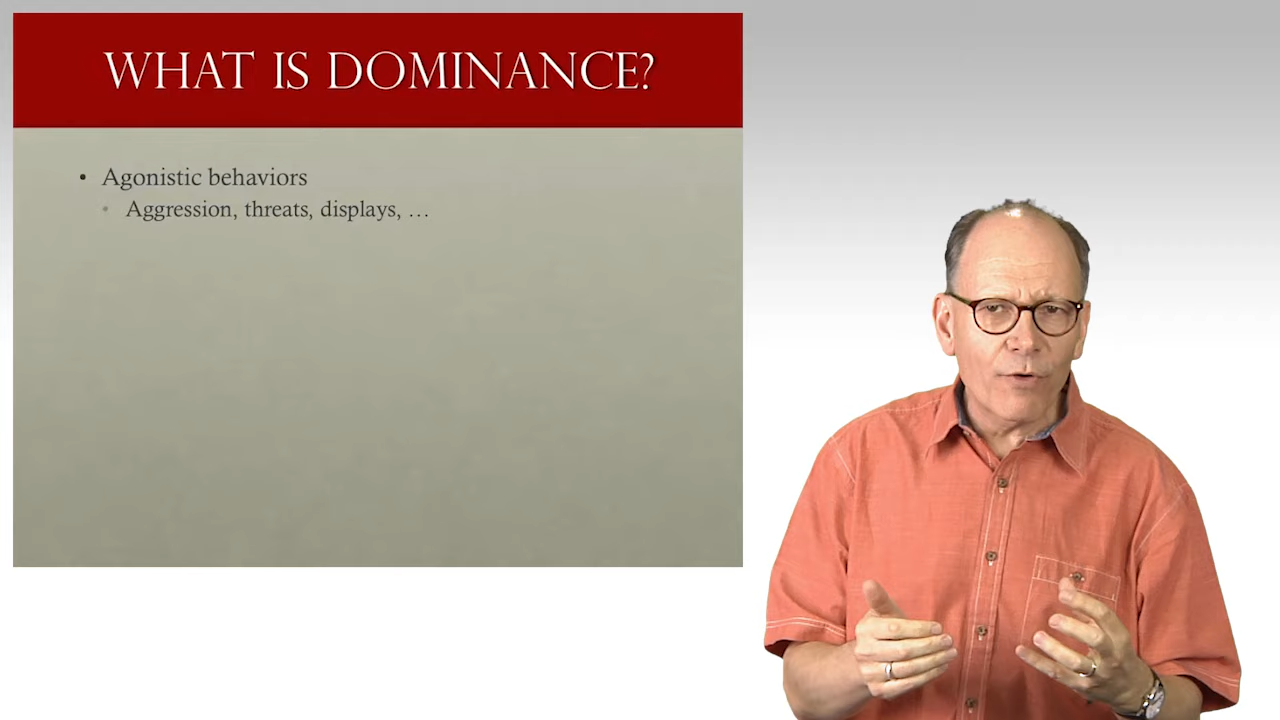 WHAT IS DOMINANCE?
• Agonistic behaviors
• Aggression, threats, displays, …